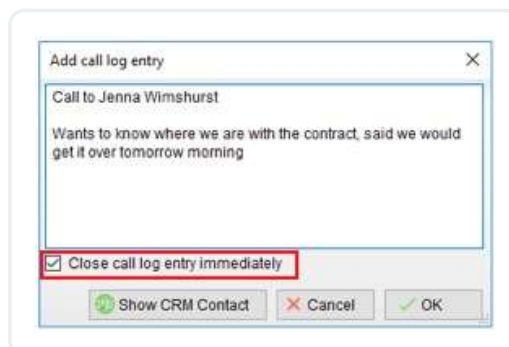 Add call log entry
Call to Jenna Wimshurst
Wants to know where we are with the contract, said we would
get it over tomorrow morning
Close call log entry immediately
Show CRM Contact
Cancel
OK